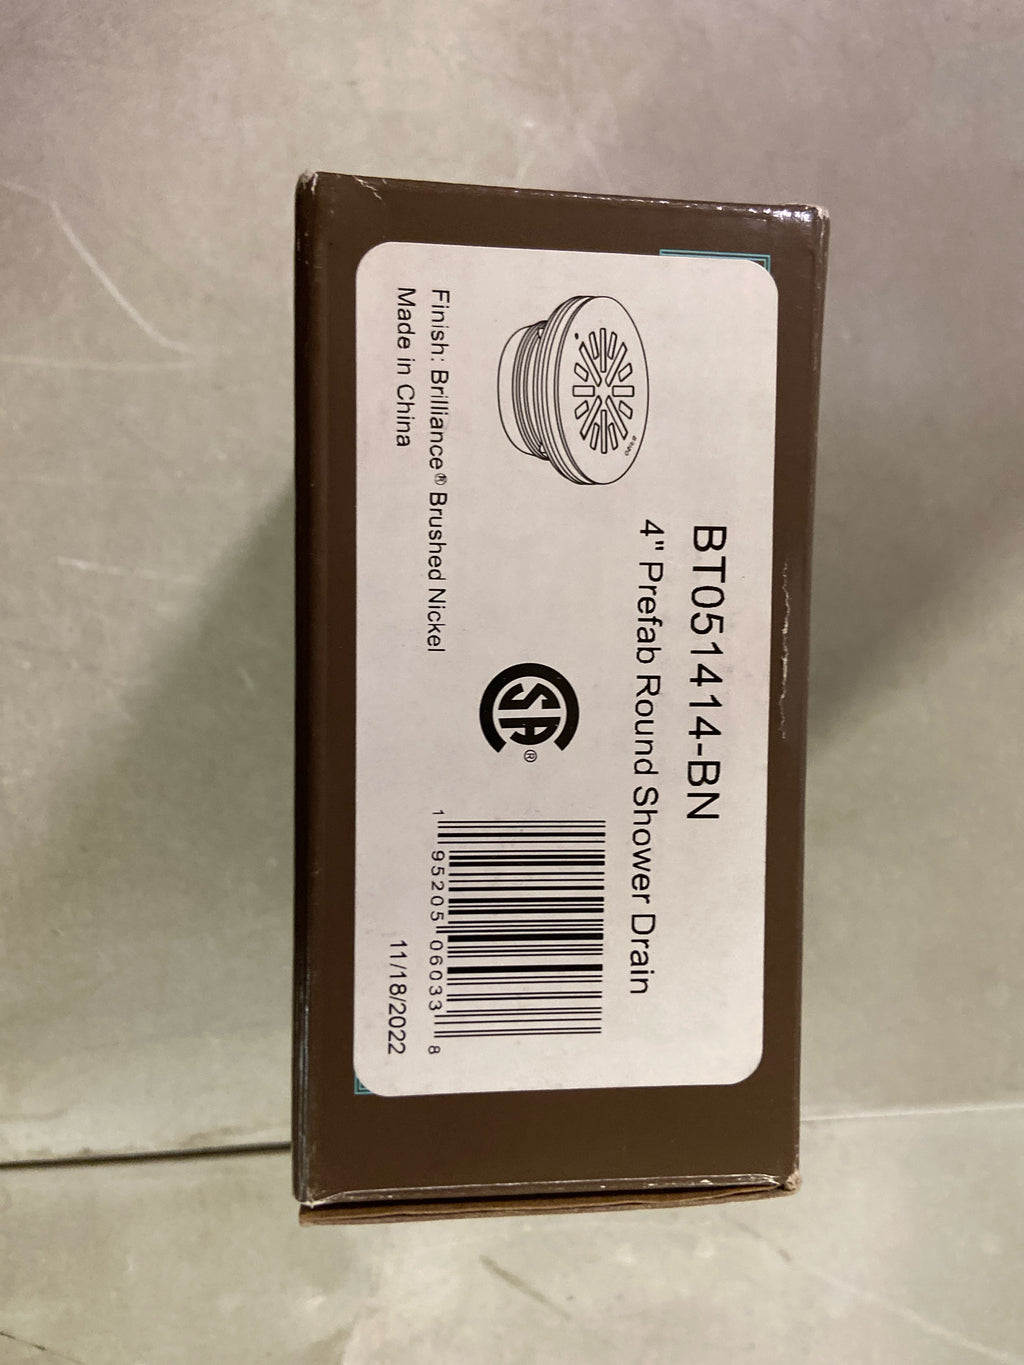 BT051414-BN
4" Prefab Round Shower Drain
SA®
Finish: Brilliance® Brushed Nickel
Made in China
1 95205 06033 8
11/18/2022